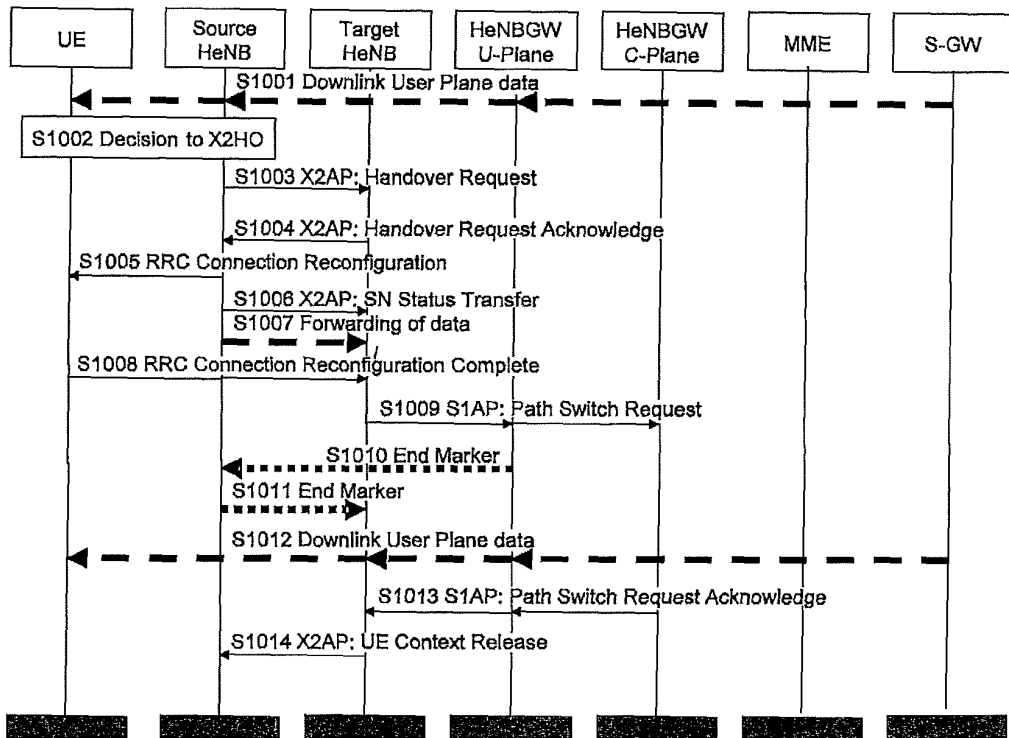 UE
Source
HeNB
Target
HeNB
HeNBGW
U-Plane
HeNBGW
C-Plane
MME
S-GW
S1001 Downlink User Plane data
S1002 Decision to X2HO
S1003 X2AP: Handover Request
S1004 X2AP: Handover Request Acknowledge
S1005 RRC Connection Reconfiguration
S1006 X2AP: SN Status Transfer
S1007 Forwarding of data
S1008 RRC Connection Reconfiguration Complete
S1009 S1AP: Path Switch Request
S1010 End Marker
S1011 End Marker
S1012 Downlink User Plane data
S1013 S1AP: Path Switch Request Acknowledge
S1014 X2AP: UE Context Release